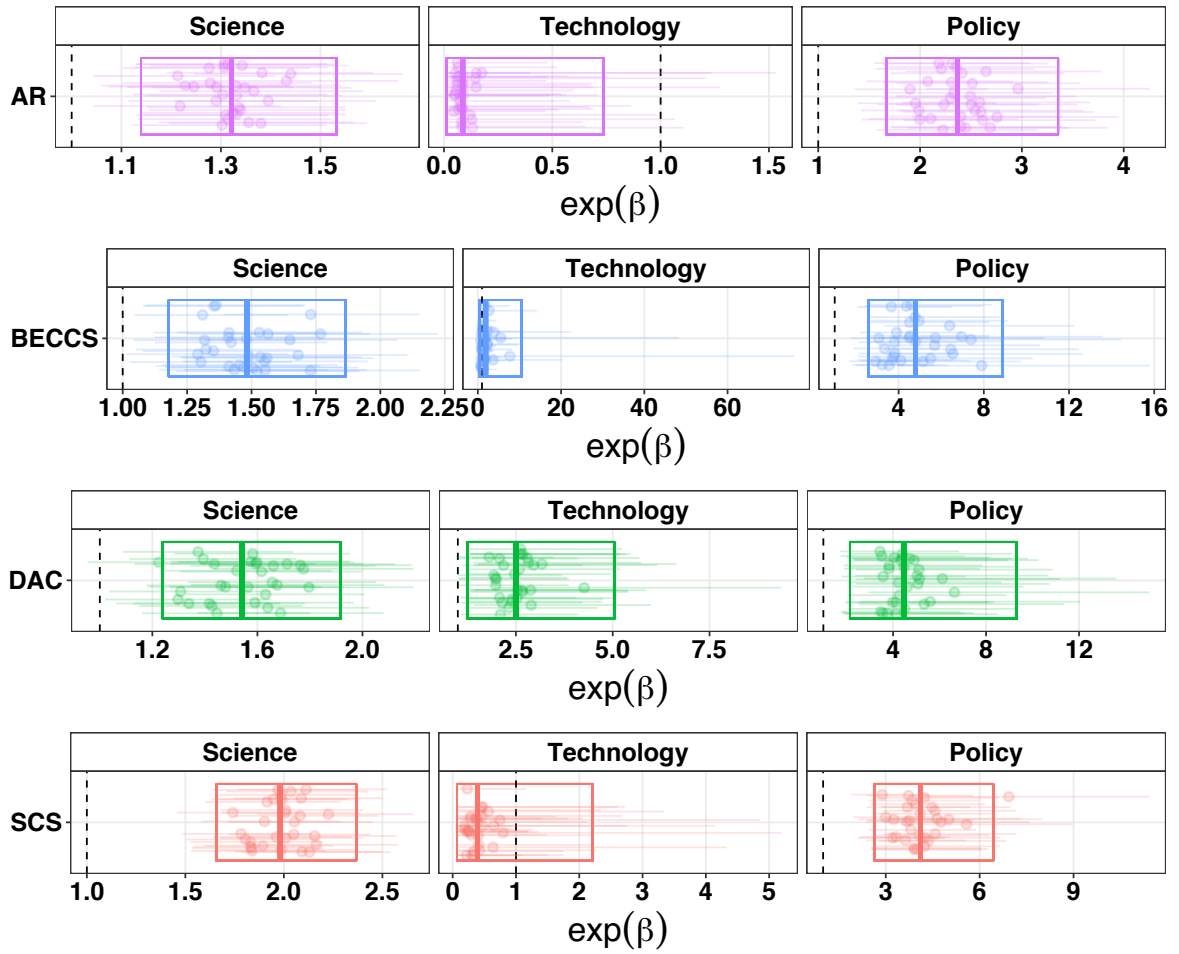 Science Technology Policy
AR
1.1 1.3 1.5 0.0 0.5 1.0 1.5 1 2 3 4
exp(β)
Science Technology Policy
BECCS
1.00 1.25 1.50 1.75 2.00 2.25 0 20 40 60 4 8 12 16
exp(β)
Science Technology Policy
DAC
1.2 1.6 2.0 2.5 5.0 7.5 4 8 12
exp(β)
Science Technology Policy
SCS
1.0 1.5 2.0 2.5 0 1 2 3 4 5 3 6 9
exp(β)